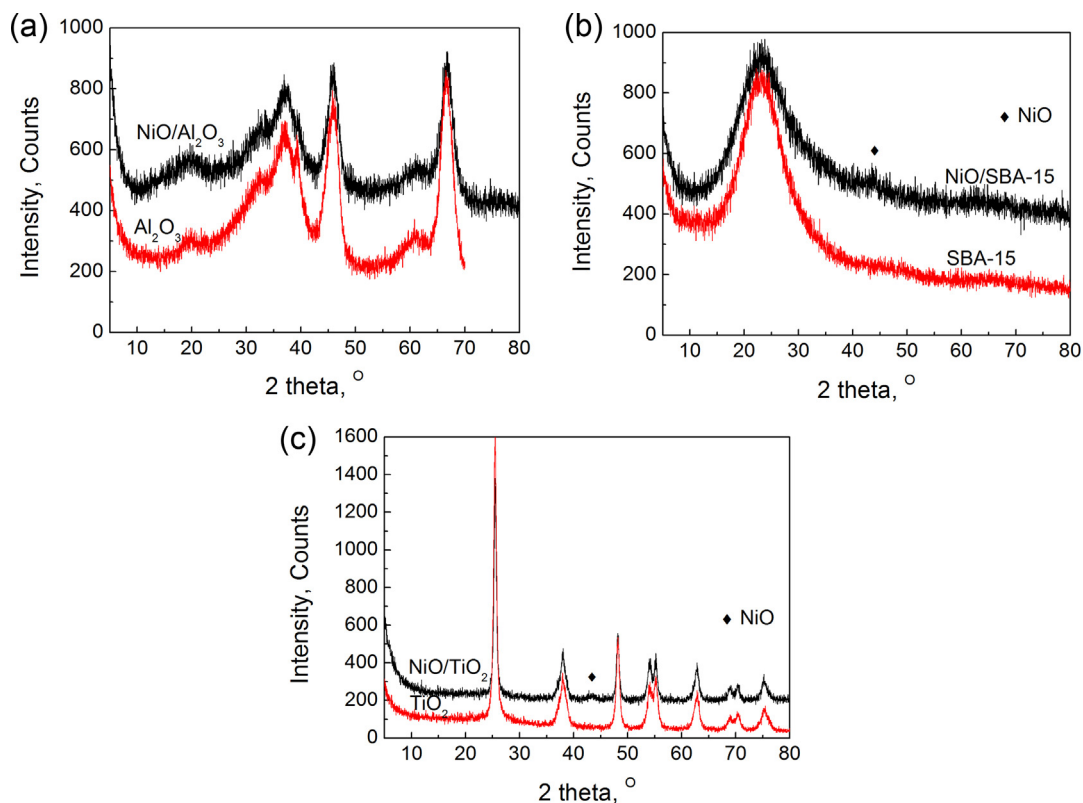 (a)
1000
800
600
400
200
0
Intensity, Counts
NiO/Al₂O₃
Al₂O₃
10 20 30 40 50 60 70 80
2 theta, °
(b)
1000
800
600
400
200
0
Intensity, Counts
◆ NiO
◆
NiO/SBA-15
SBA-15
10 20 30 40 50 60 70 80
2 theta, °
(c)
1600
1400
1200
1000
800
600
400
200
0
Intensity, Counts
◆ NiO
◆
NiO/TiO₂
TiO₂
10 20 30 40 50 60 70 80
2 theta, °